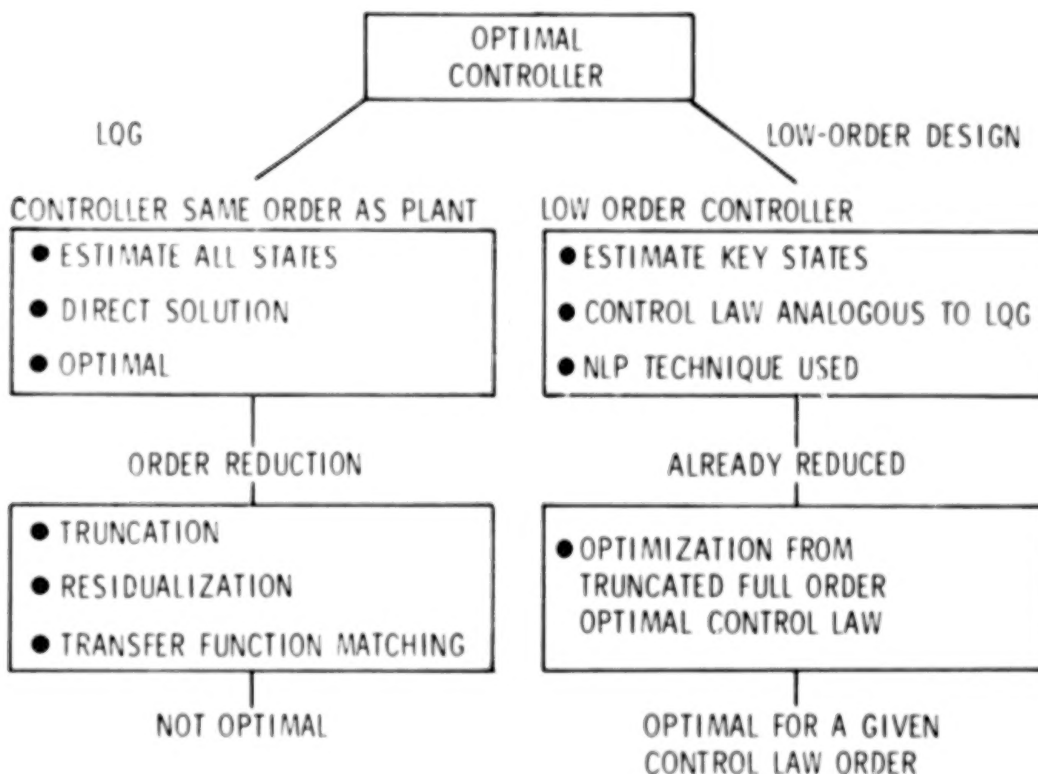 OPTIMAL
CONTROLLER
LQG
LOW-ORDER DESIGN
CONTROLLER SAME ORDER AS PLANT
● ESTIMATE ALL STATES
● DIRECT SOLUTION
● OPTIMAL
LOW ORDER CONTROLLER
● ESTIMATE KEY STATES
● CONTROL LAW ANALOGOUS TO LQG
● NLP TECHNIQUE USED
ORDER REDUCTION
ALREADY REDUCED
● TRUNCATION
● RESIDUALIZATION
● TRANSFER FUNCTION MATCHING
● OPTIMIZATION FROM
TRUNCATED FULL ORDER
OPTIMAL CONTROL LAW
NOT OPTIMAL
OPTIMAL FOR A GIVEN
CONTROL LAW ORDER